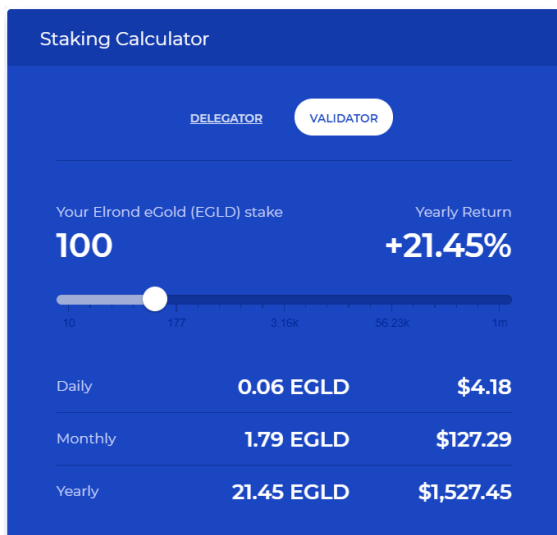 Staking Calculator
DELEGATOR VALIDATOR
Your Elrond eGold (EGLD) stake Yearly Return
100 +21.45%
10 177 3.16k 56.23k 1m
Daily 0.06 EGLD $4.18
Monthly 1.79 EGLD $127.29
Yearly 21.45 EGLD $1,527.45